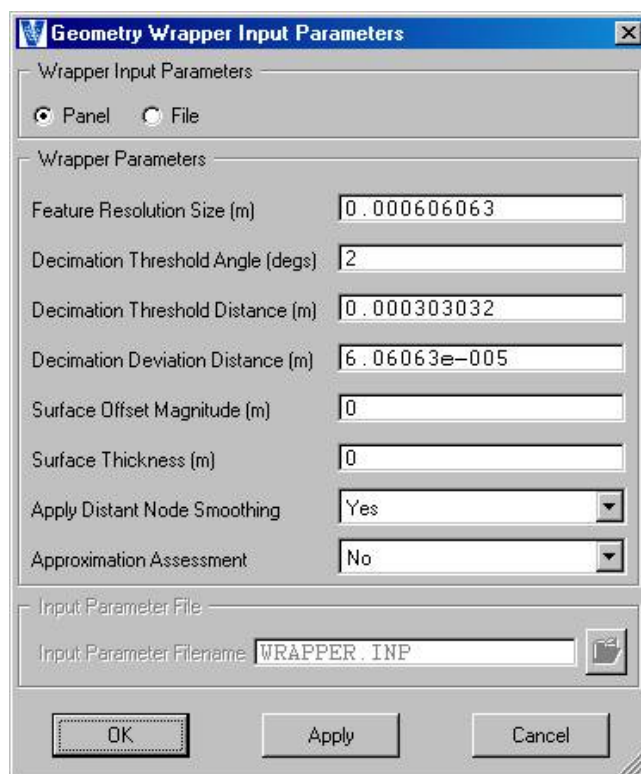 Geometry Wrapper Input Parameters
Wrapper Input Parameters
Panel File
Wrapper Parameters
Feature Resolution Size (m) 0.000606063
Decimation Threshold Angle (degs) 2
Decimation Threshold Distance (m) 0.000303032
Decimation Deviation Distance (m) 6.06063e-005
Surface Offset Magnitude (m) 0
Surface Thickness (m) 0
Apply Distant Node Smoothing Yes
Approximation Assessment No
Input Parameter File
Input Parameter Filename WRAPPER.INP
OK Apply Cancel